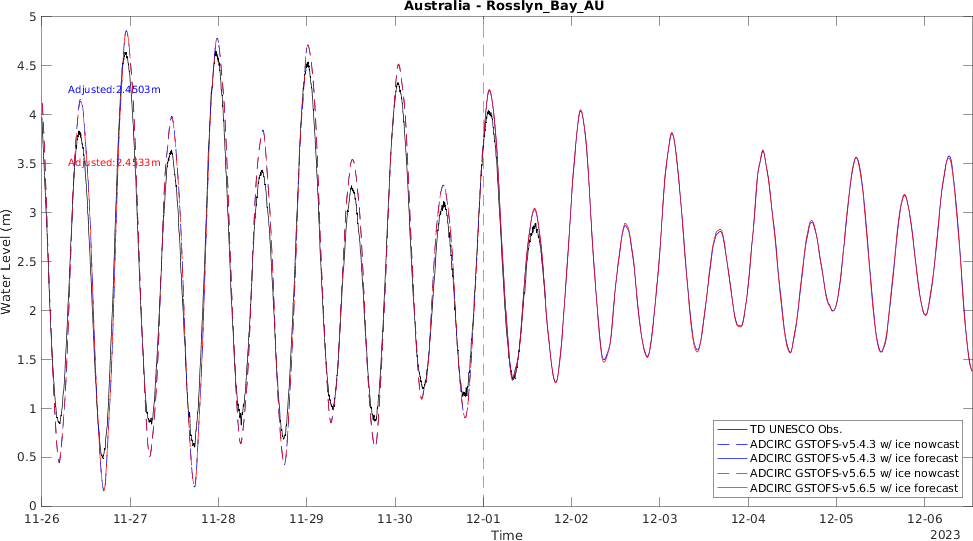 Australia - Rosslyn_Bay_AU
Water Level (m)
5
4.5
4
3.5
3
2.5
2
1.5
1
0.5
0
Adjusted:2.4503m
Adjusted:2.4533m
TD UNESCO Obs.
ADCIRC GSTOFS-v5.4.3 w/ ice nowcast
ADCIRC GSTOFS-v5.4.3 w/ ice forecast
ADCIRC GSTOFS-v5.6.5 w/ ice nowcast
ADCIRC GSTOFS-v5.6.5 w/ ice forecast
11-26 11-27 11-28 11-29 11-30 12-01 12-02 12-03 12-04 12-05 12-06
Time
2023